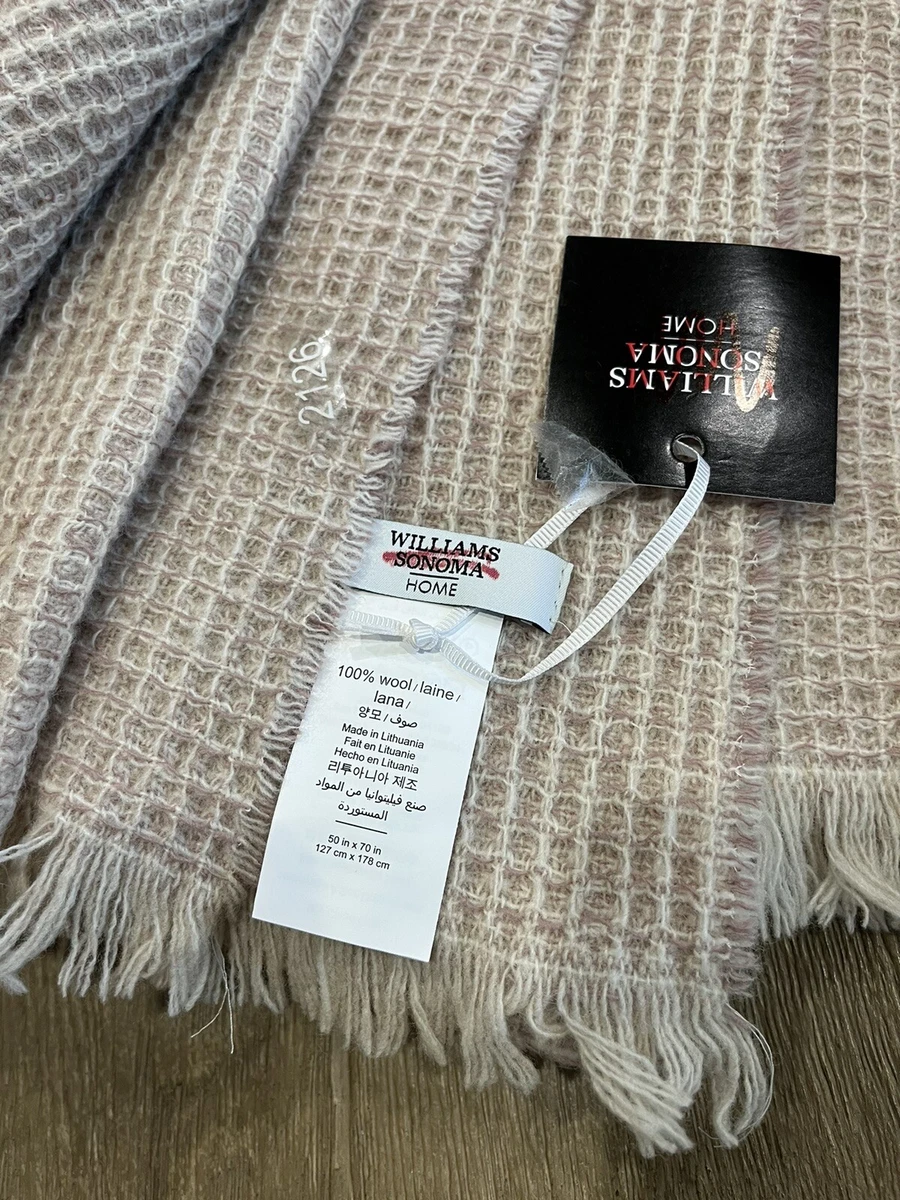 WILLIAMS
SONOMA
HOME
2126
WILLIAMS
SONOMA
HOME
100% wool / laine /
lana /
양모 / صوف
Made in Lithuania
Fait en Lituanie
Hecho en Lituania
리투아니아 제조
صنع فيليتوانيا من المواد
المستوردة
50 in x 70 in
127 cm x 178 cm